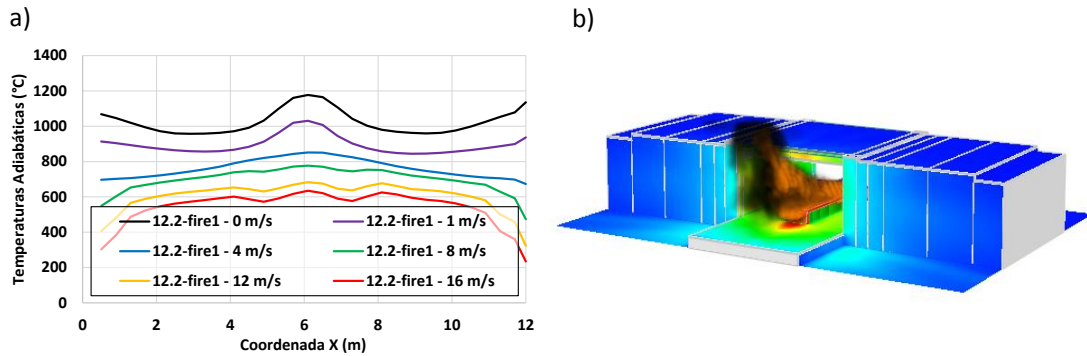 a)
b)
1400
1200
1000
800
600
400
200
0
Temperaturas Adiabáticas (°C)
12.2-fire1 - 0 m/s
12.2-fire1 - 1 m/s
12.2-fire1 - 4 m/s
12.2-fire1 - 8 m/s
12.2-fire1 - 12 m/s
12.2-fire1 - 16 m/s
0 2 4 6 8 10 12
Coordenada X (m)